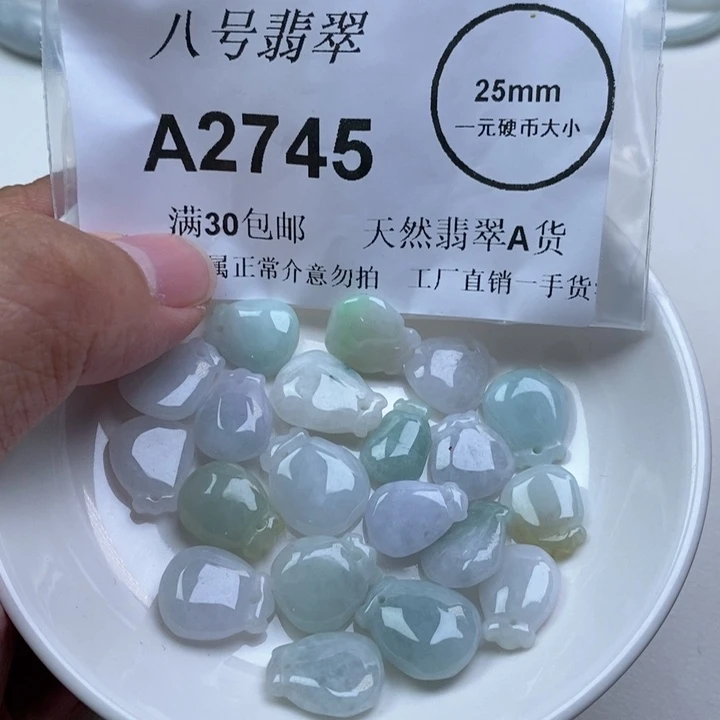 八号翡翠
25mm
一元硬币大小
A2745
满30包邮 天然翡翠A货
属正常介意勿拍 工厂直销一手货